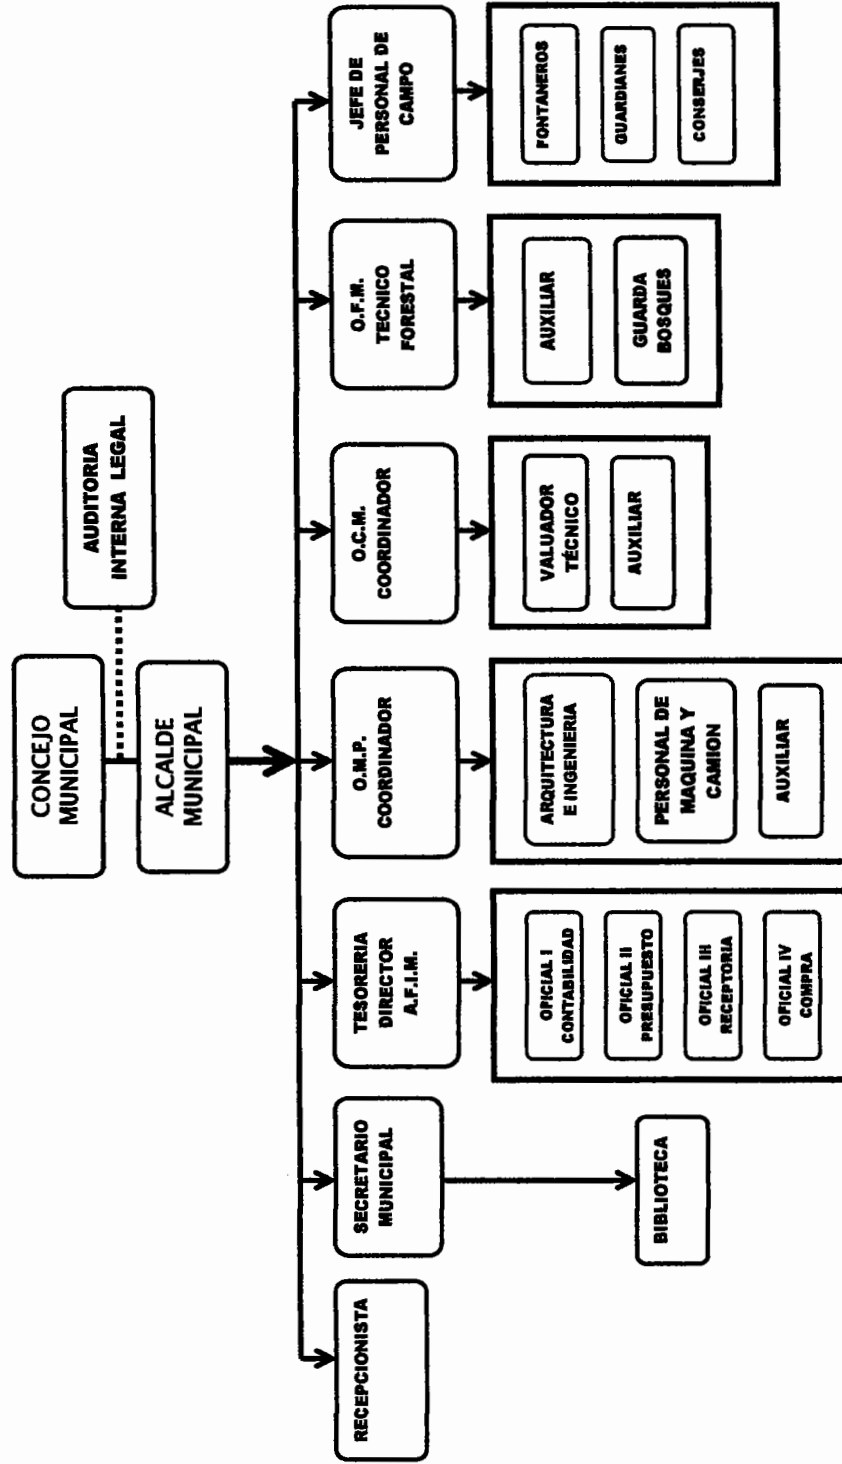 CONCEJO
MUNICIPAL
AUDITORIA
INTERNA LEGAL
ALCALDE
MUNICIPAL
RECEPCIONISTA
SECRETARIO
MUNICIPAL
TESORERIA
DIRECTOR
A.F.I.M.
O.M.P.
COORDINADOR
O.C.M.
COORDINADOR
O.F.M.
TECNICO
FORESTAL
JEFE DE
PERSONAL DE
CAMPO
BIBLIOTECA
OFICIAL I
CONTABILIDAD
OFICIAL II
PRESUPUESTO
OFICIAL IH
RECEPTORIA
OFICIAL IV
COMPRA
ARQUITECTURA
E INGENIERIA
PERSONAL DE
MAQUINA Y
CAMION
AUXILIAR
VALUADOR
TÉCNICO
AUXILIAR
AUXILIAR
GUARDA
BOSQUES
FONTANEROS
GUARDIANES
CONSERJES